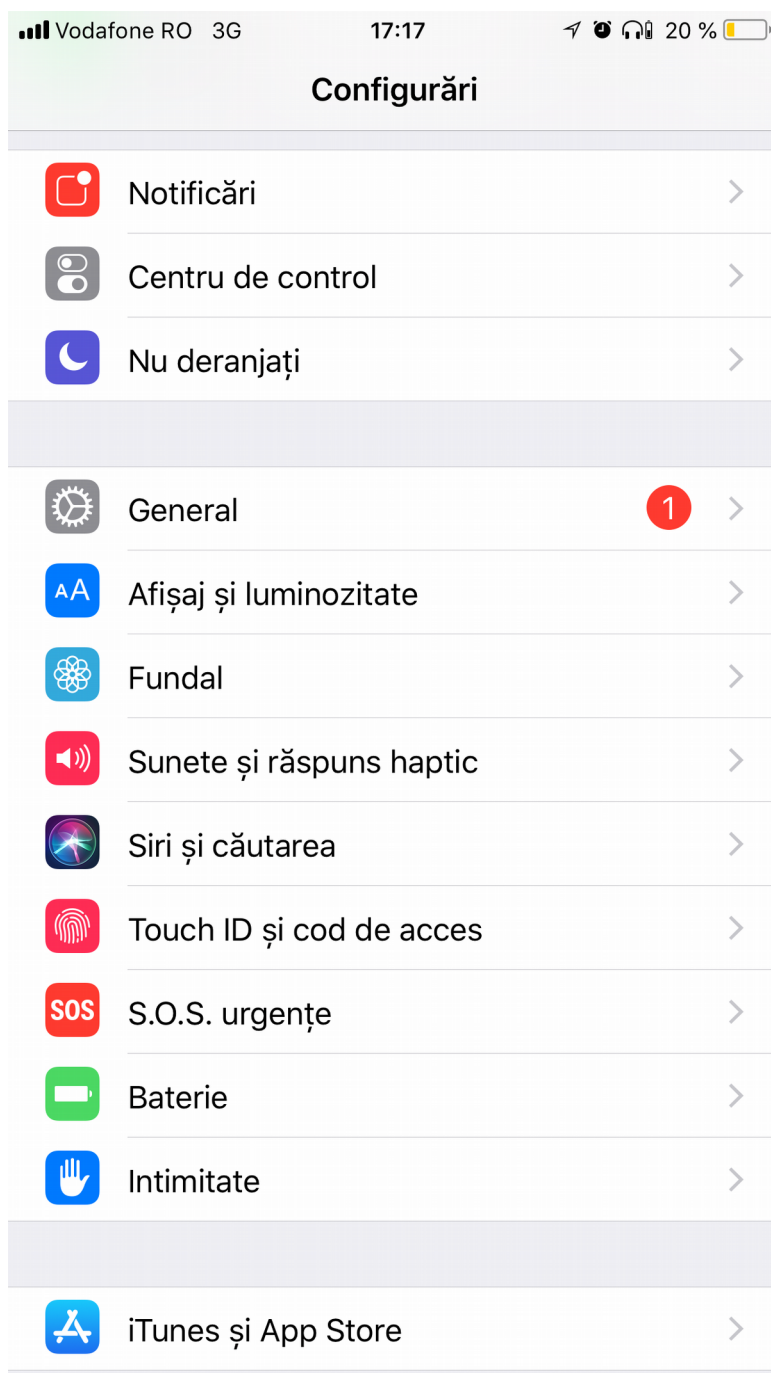 Vodafone RO 3G 17:17 20 %
Configurări
Notificări
Centru de control
Nu deranjați
General 1
AA Afișaj și luminozitate
Fundal
Sunete și răspuns haptic
Siri și căutarea
Touch ID și cod de acces
SOS S.O.S. urgențe
Baterie
Intimitate
iTunes și App Store